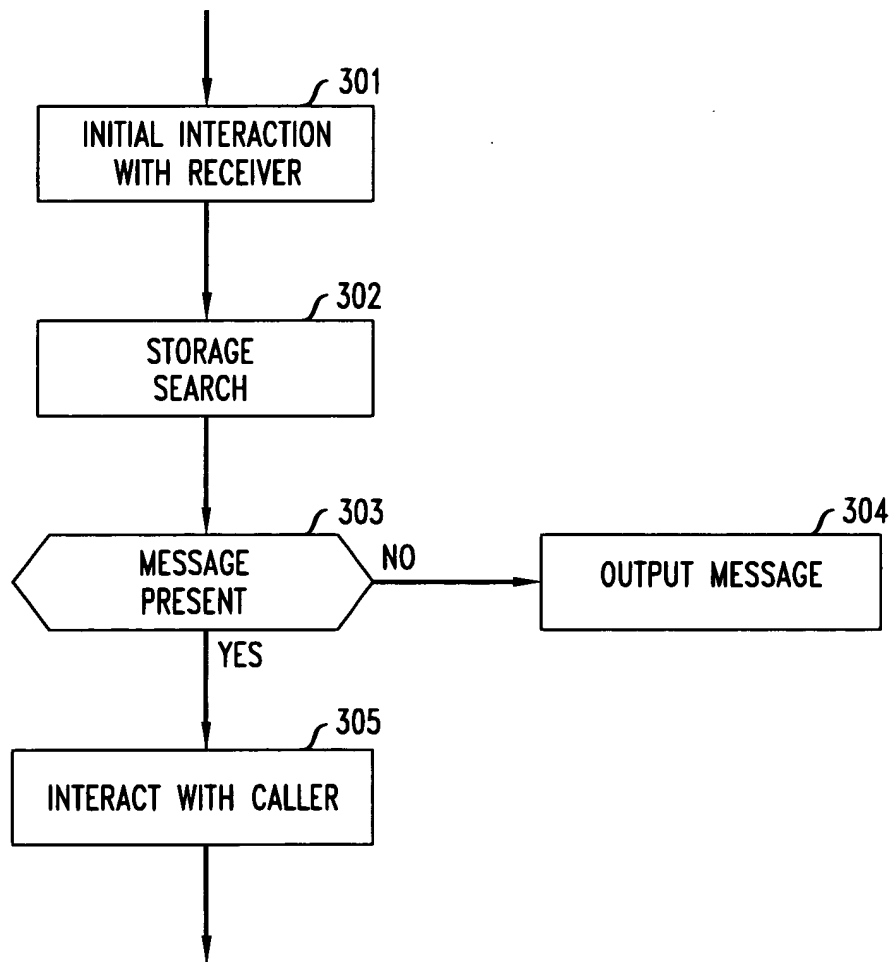 301
INITIAL INTERACTION
WITH RECEIVER
302
STORAGE
SEARCH
303
MESSAGE
PRESENT
NO
304
OUTPUT MESSAGE
YES
305
INTERACT WITH CALLER